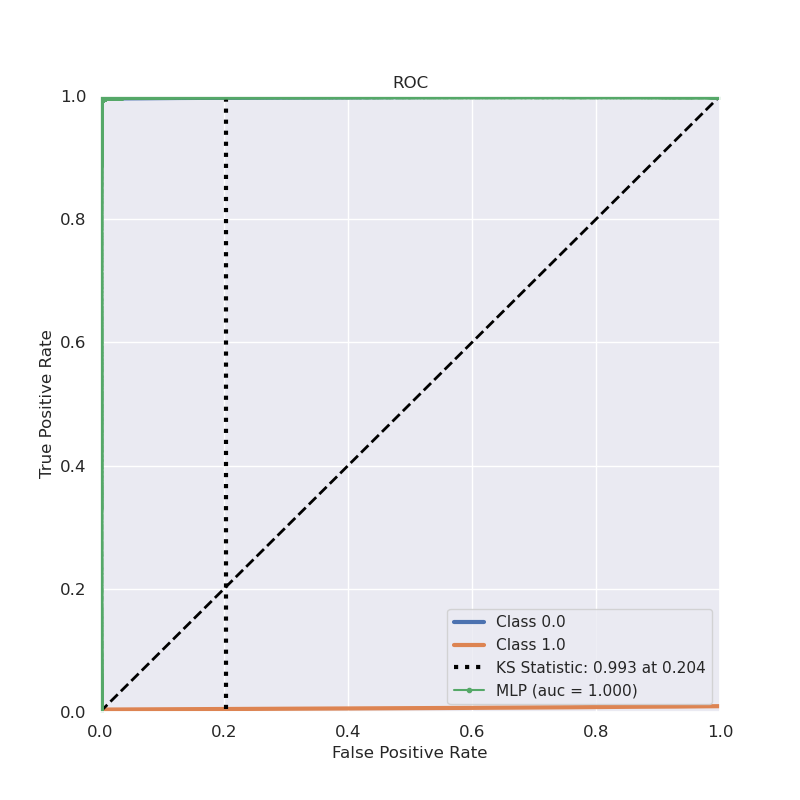 ROC
1.0
0.8
0.6
0.4
0.2
0.0
True Positive Rate
0.0 0.2 0.4 0.6 0.8 1.0
False Positive Rate
Class 0.0
Class 1.0
KS Statistic: 0.993 at 0.204
MLP (auc = 1.000)